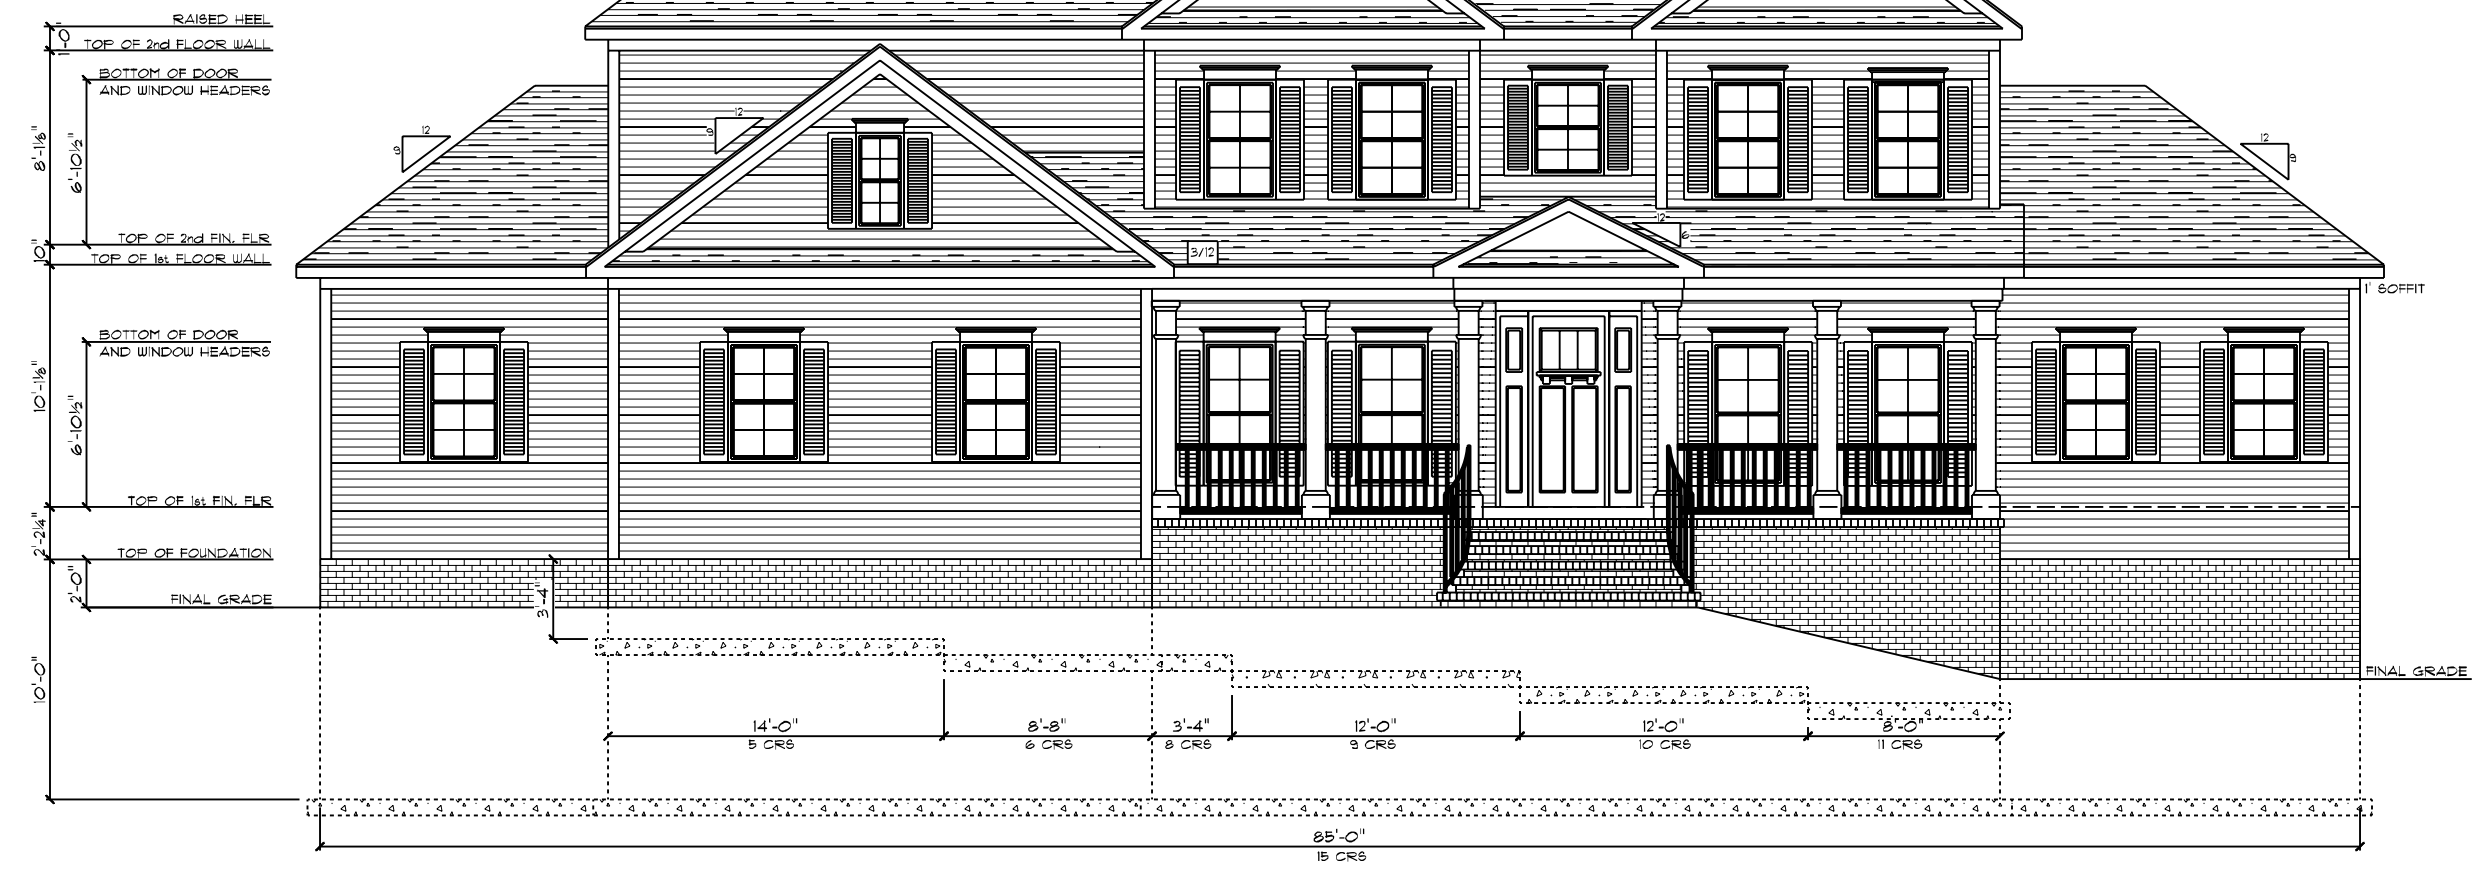 RAISED HEEL
1'-0
TOP OF 2nd FLOOR WALL
BOTTOM OF DOOR
AND WINDOW HEADERS
8'-1⅛"
6'-10½"
TOP OF 2nd FIN. FLR
10"
TOP OF 1st FLOOR WALL
12
9
12
9
12
9
12
6
3/12
1' SOFFIT
BOTTOM OF DOOR
AND WINDOW HEADERS
10'-1⅛"
6'-10½"
TOP OF 1st FIN. FLR
2'-2¼"
TOP OF FOUNDATION
2'-0"
FINAL GRADE
3'-4"
10'-0"
FINAL GRADE
14'-0"
5 CRS
8'-8"
6 CRS
3'-4"
8 CRS
12'-0"
9 CRS
12'-0"
10 CRS
8'-0"
11 CRS
85'-0"
15 CRS